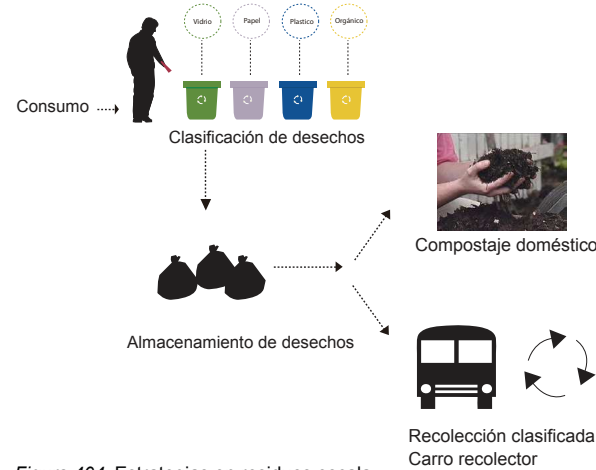 Vidrio
Papel
Plastico
Orgánico
Consumo
Clasificación de desechos
Compostaje doméstico
Almacenamiento de desechos
Recolección clasificada
Carro recolector